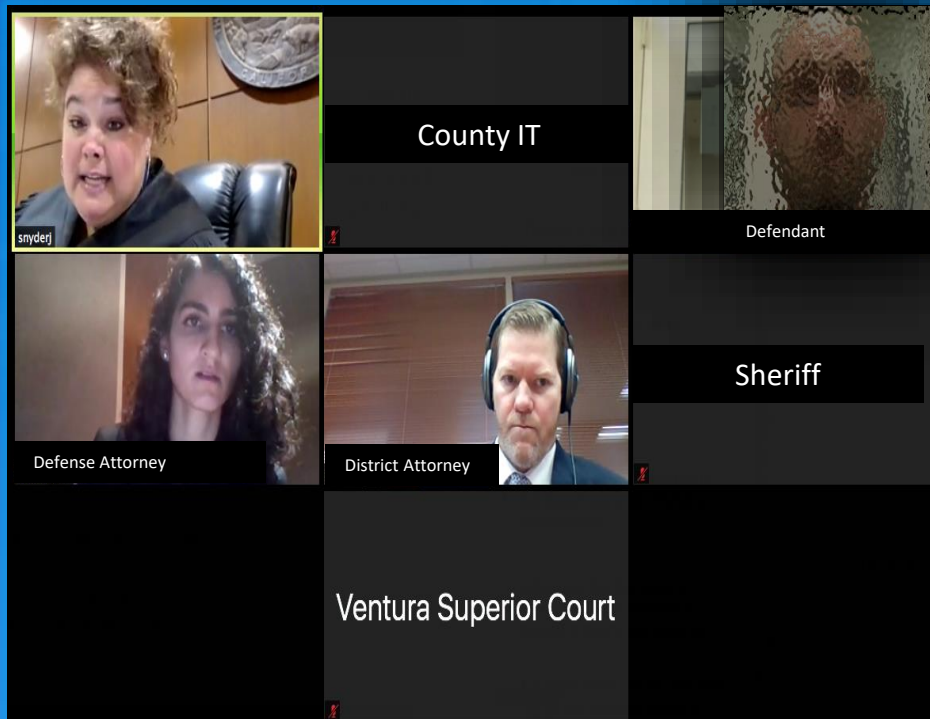 County IT
snyderj
Defendant
Defense Attorney
District Attorney
Sheriff
Ventura Superior Court